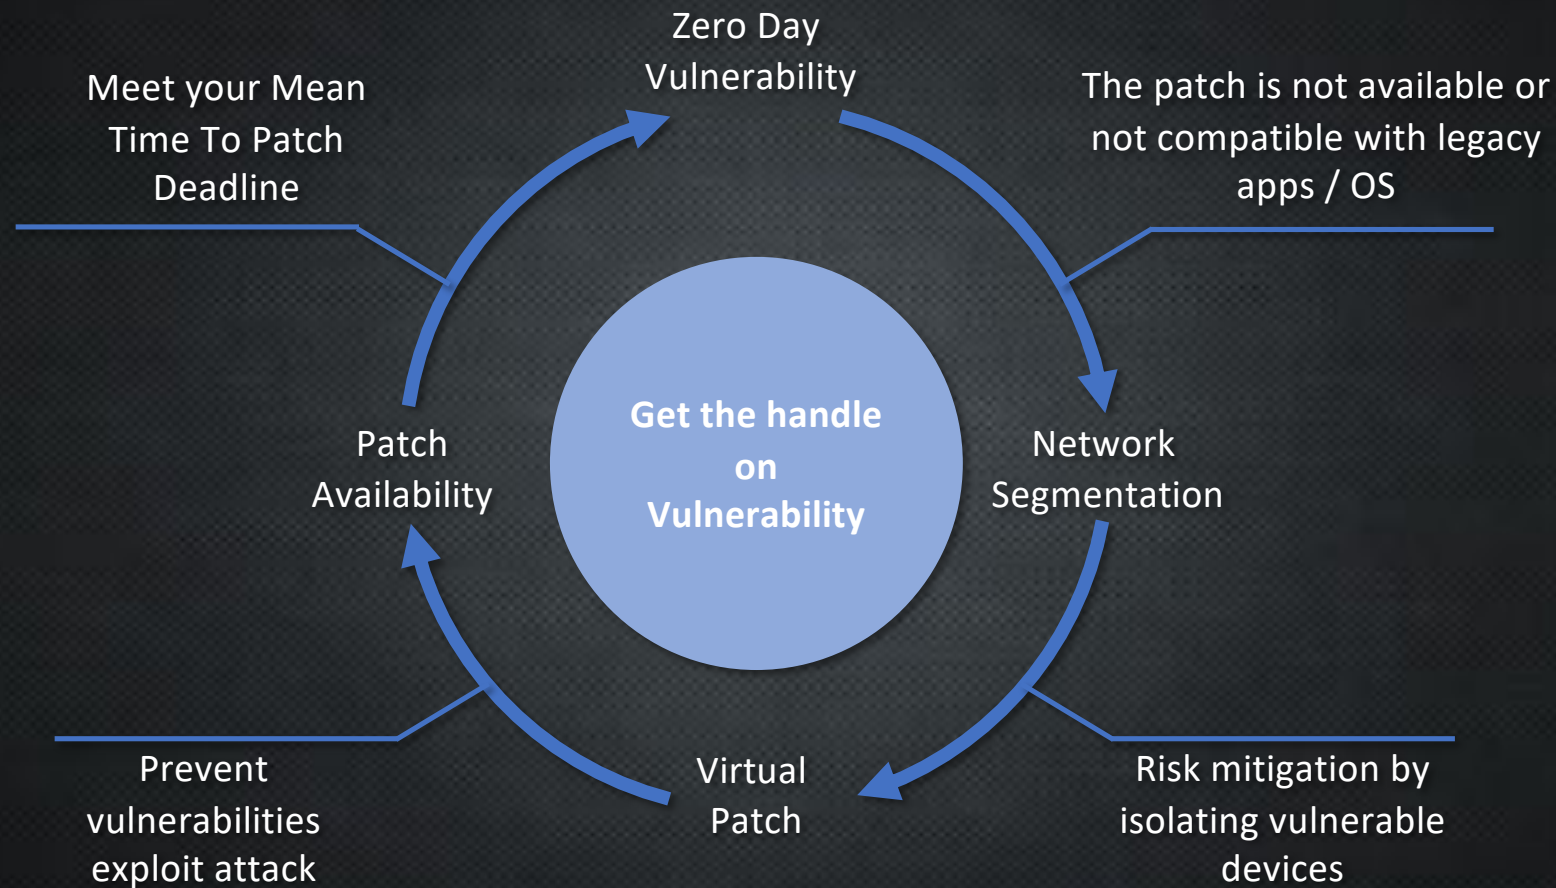 Zero Day
Vulnerability
The patch is not available or
not compatible with legacy
apps / OS
Network
Segmentation
Risk mitigation by
isolating vulnerable
devices
Virtual
Patch
Prevent
vulnerabilities
exploit attack
Patch
Availability
Meet your Mean
Time To Patch
Deadline
Get the handle
on
Vulnerability